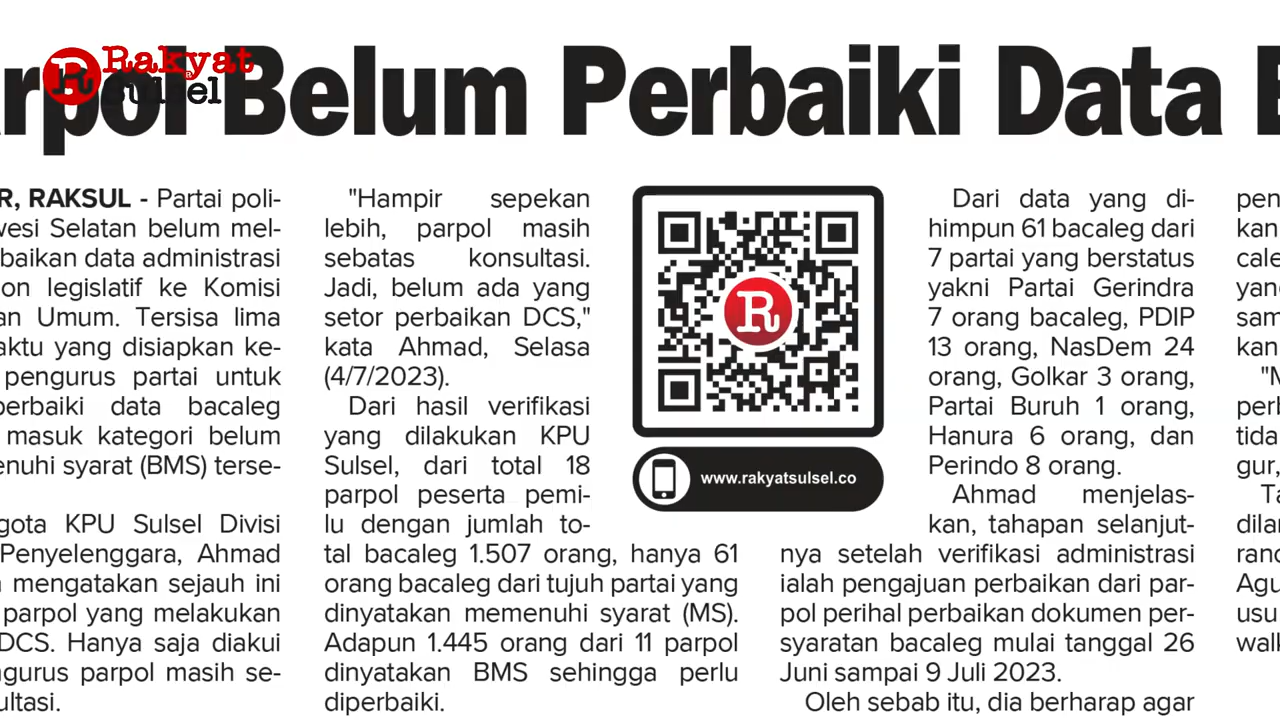 Rakyat
Sulsel
arpol Belum Perbaiki Data B
R, RAKSUL - Partai poli-
wesi Selatan belum mel-
baikan data administrasi
on legislatif ke Komisi
an Umum. Tersisa lima
aktu yang disiapkan ke-
pengurus partai untuk
perbaiki data bacaleg
masuk kategori belum
enuhi syarat (BMS) terse-
gota KPU Sulsel Divisi
Penyelenggara, Ahmad
mengatakan sejauh ini
parpol yang melakukan
DCS. Hanya saja diakui
ngurus parpol masih se-
ultasi.
"Hampir sepekan
lebih, parpol masih
sebatas konsultasi.
Jadi, belum ada yang
setor perbaikan DCS,"
kata Ahmad, Selasa
(4/7/2023).
Dari hasil verifikasi
yang dilakukan KPU
Sulsel, dari total 18
parpol peserta pemi-
lu dengan jumlah to-
tal bacaleg 1.507 orang, hanya 61
orang bacaleg dari tujuh partai yang
dinyatakan memenuhi syarat (MS).
Adapun 1.445 orang dari 11 parpol
dinyatakan BMS sehingga perlu
diperbaiki.
R
www.rakyatsulsel.co
Dari data yang di-
himpun 61 bacaleg dari
7 partai yang berstatus
yakni Partai Gerindra
7 orang bacaleg, PDIP
13 orang, NasDem 24
orang, Golkar 3 orang,
Partai Buruh 1 orang,
Hanura 6 orang, dan
Perindo 8 orang.
Ahmad menjelas-
kan, tahapan selanjut-
nya setelah verifikasi administrasi
ialah pengajuan perbaikan dari par-
pol perihal perbaikan dokumen per-
syaratan bacaleg mulai tanggal 26
Juni sampai 9 Juli 2023.
Oleh sebab itu, dia berharap agar
pen
kan
cale
yang
sam
kan
"M
perb
tida
gur,
Ta
dilan
ranc
Agu
usu
walk